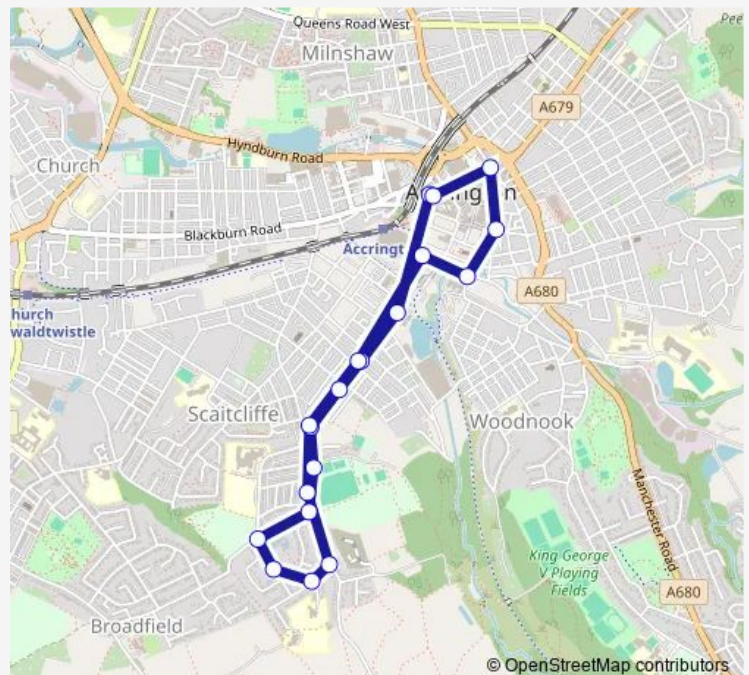 Queens Road West
Pee
Milnshaw
A679
Hyndburn Road
Church
Blackburn Road
Accringt
A680
hurch
waldtwistle
Scaitcliffe
Woodnook
Manchester Road
King George
V Playing
Fields
A680
Broadfield
© OpenStreetMap contributors